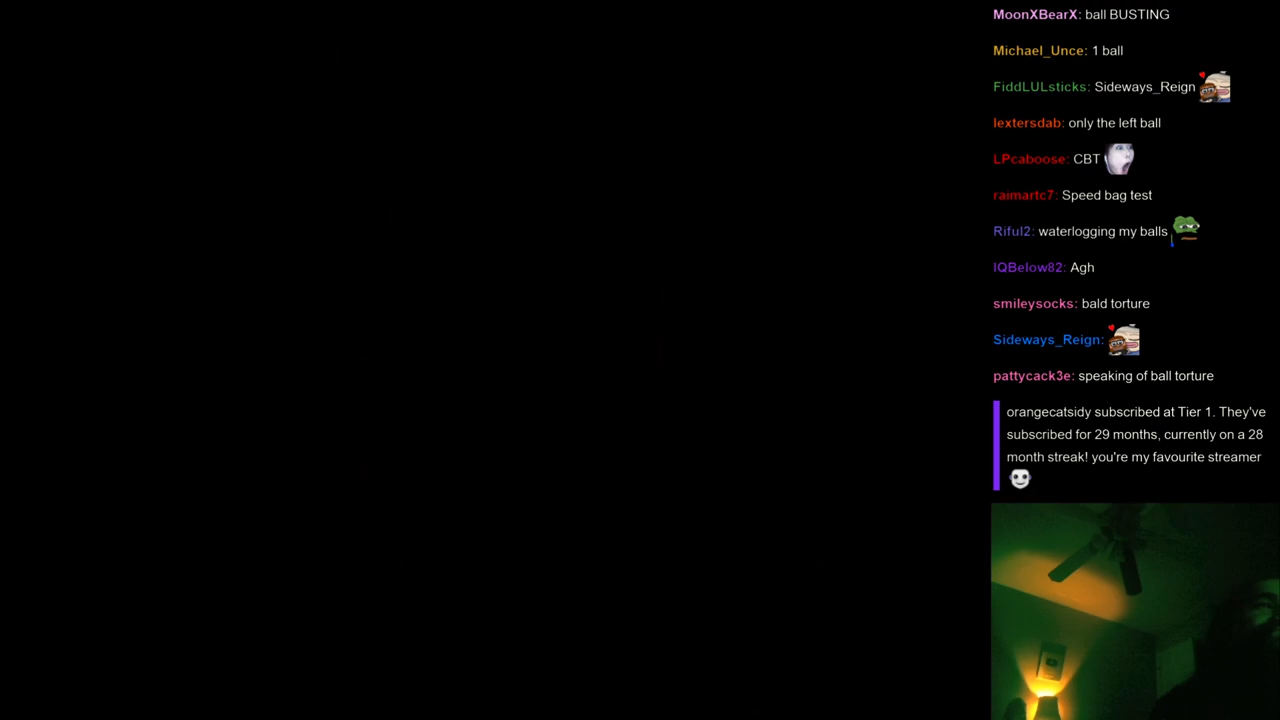 MoonXBearX: ball BUSTING
Michael_Unce: 1 ball
FiddLULsticks: Sideways_Reign
lextersdab: only the left ball
LPcaboose: CBT
raimartc7: Speed bag test
Riful2: waterlogging my balls
IQBelow82: Agh
smileysocks: bald torture
Sideways_Reign:
pattycack3e: speaking of ball torture
orangecatsidy subscribed at Tier 1. They've
subscribed for 29 months, currently on a 28
month streak! you're my favourite streamer